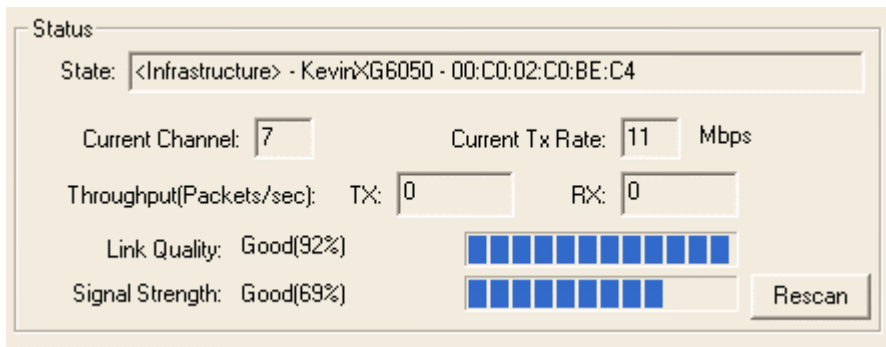 Status
State: <Infrastructure> - KevinXG6050 - 00:C0:02:C0:BE:C4
Current Channel: 7 Current Tx Rate: 11 Mbps
Throughput(Packets/sec): TX: 0 RX: 0
Link Quality: Good(92%)
Signal Strength: Good(69%) Rescan